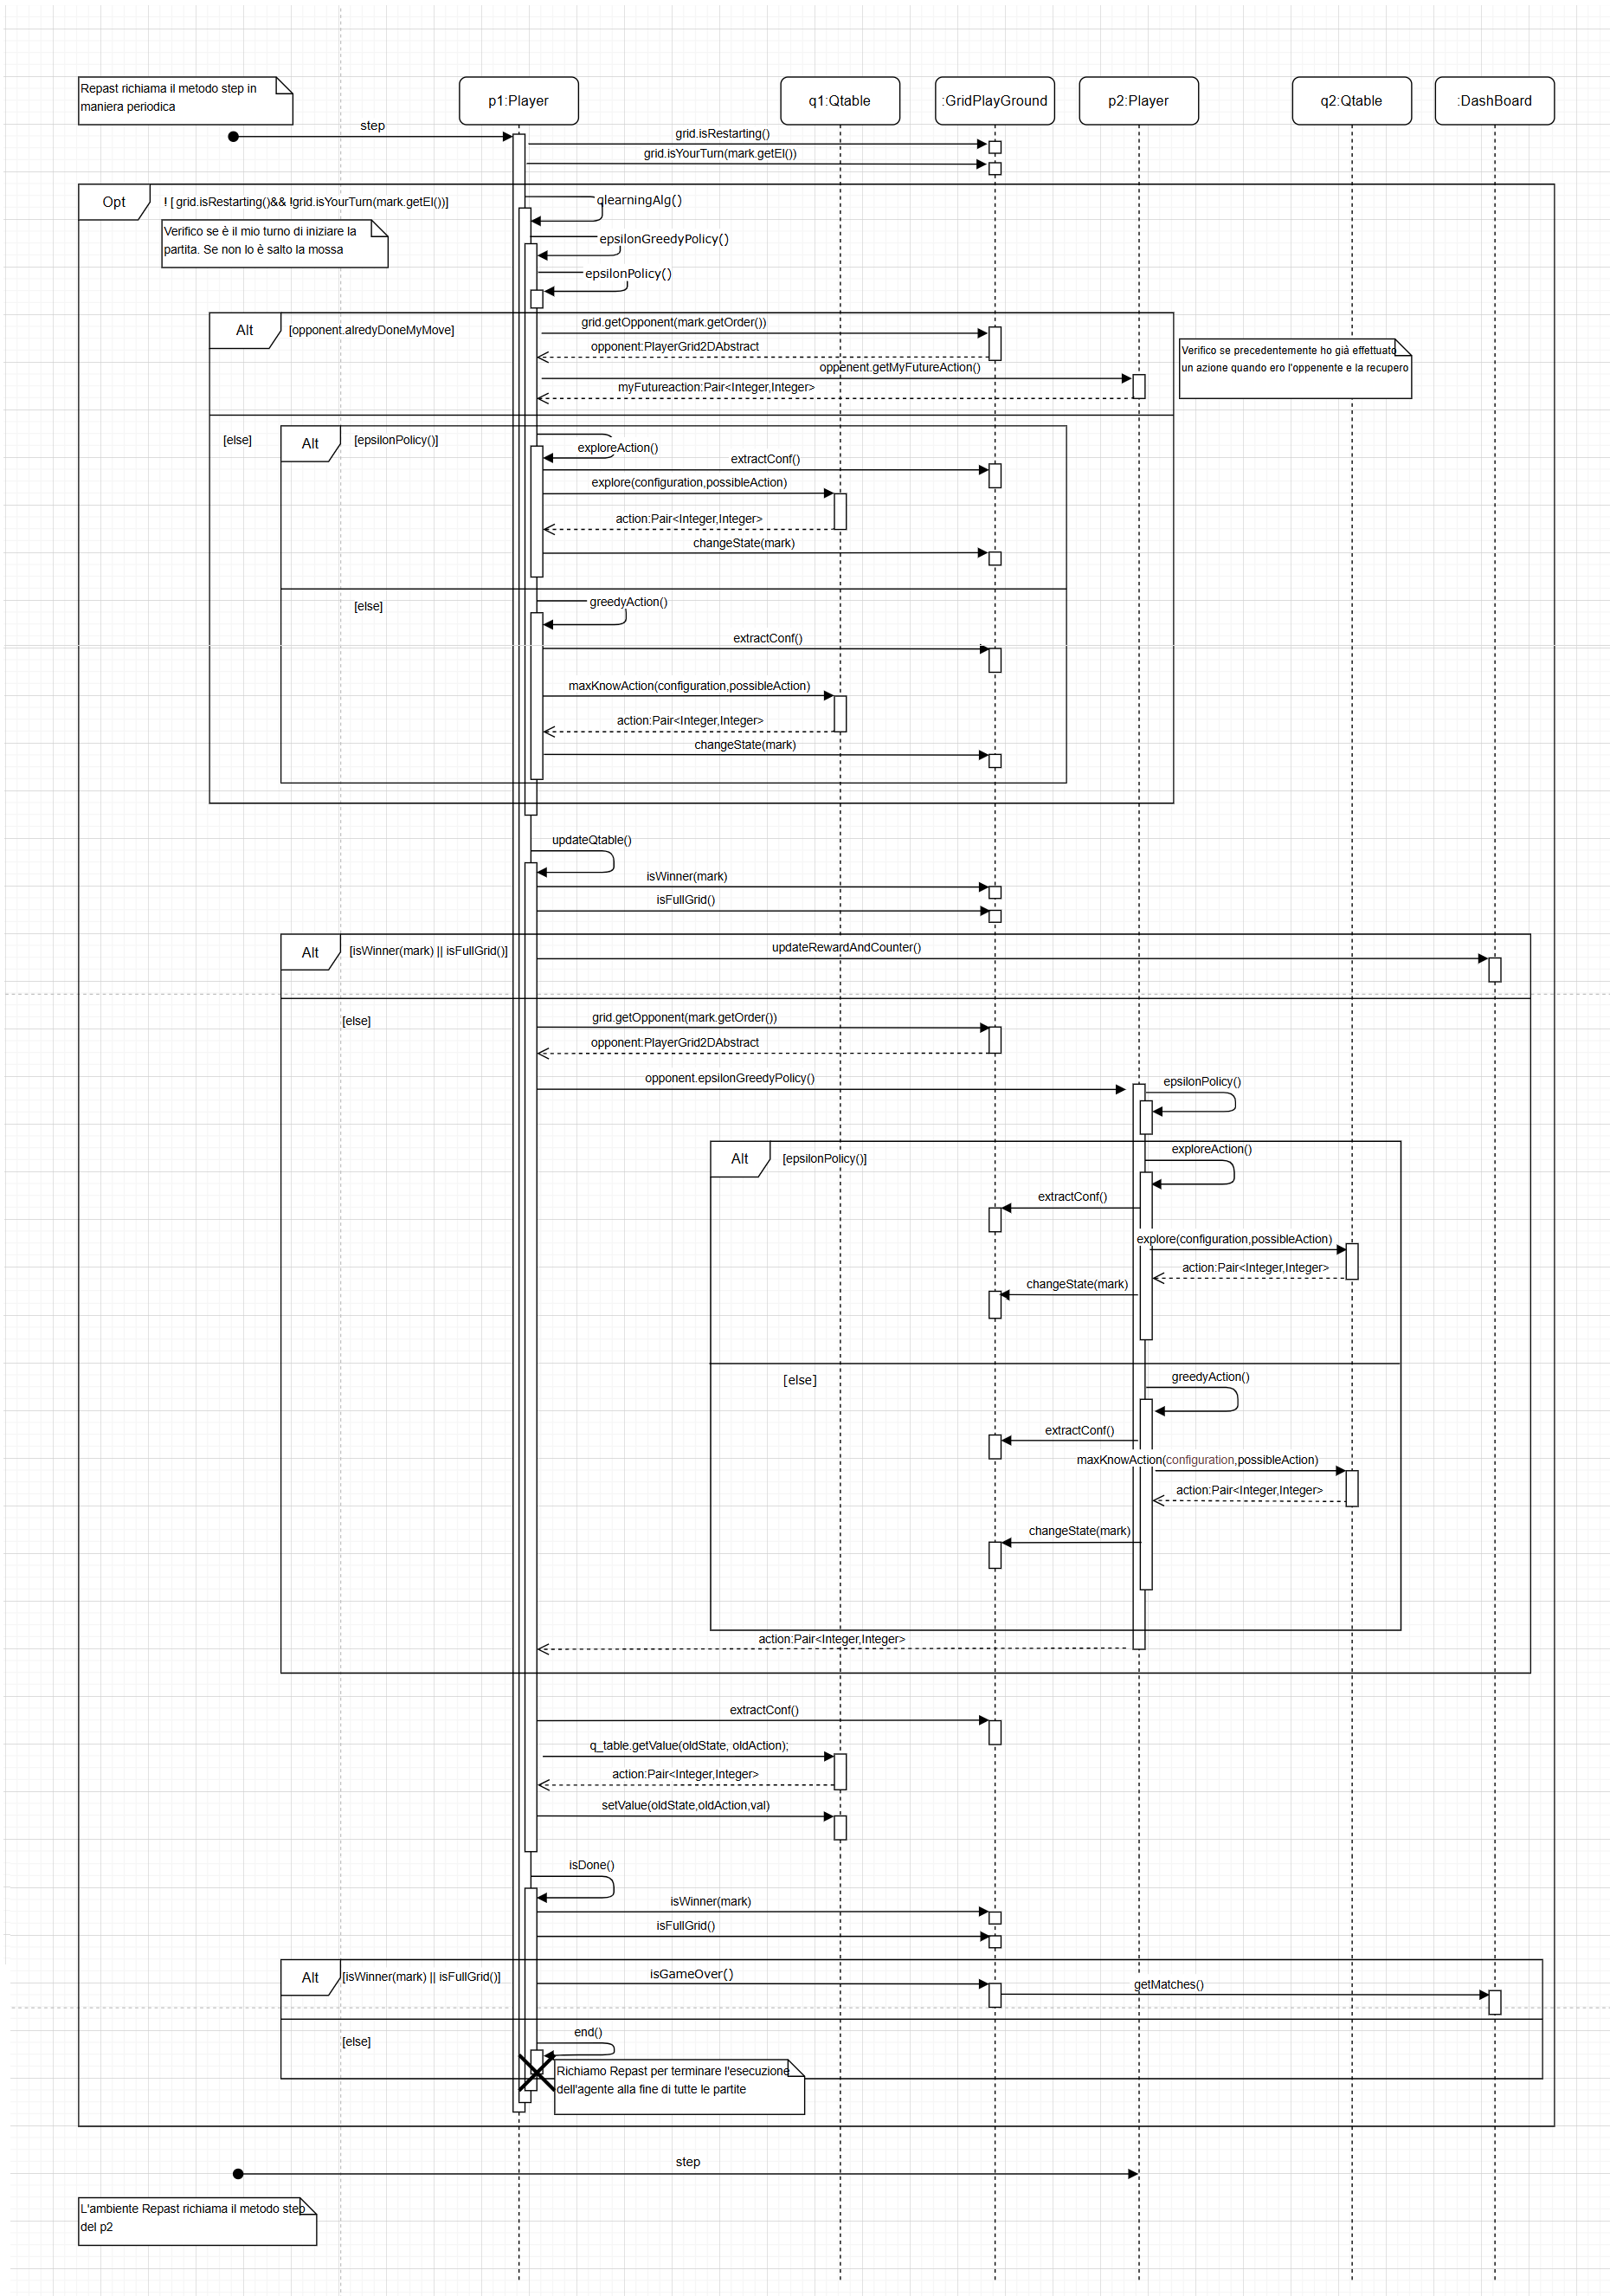 Repast richiama il metodo step in
maniera periodica
p1:Player
q1:Qtable
:GridPlayGround
p2:Player
q2:Qtable
:DashBoard
step
grid.isRestarting()
grid.isYourTurn(mark.getEl())
Opt
! [ grid.isRestarting()&& !grid.isYourTurn(mark.getEl())]
qlearningAlg()
Verifico se è il mio turno di iniziare la
partita. Se non lo è salto la mossa
epsilonGreedyPolicy()
epsilonPolicy()
Alt
[opponent.alredyDoneMyMove]
grid.getOpponent(mark.getOrder())
opponent:PlayerGrid2DAbstract
oppenent.getMyFutureAction()
myFutureaction:Pair<Integer,Integer>
Verifico se precedentemente ho già effettuato
un azione quando ero l'opponente e la recupero
[else]
Alt
[epsilonPolicy()]
exploreAction()
extractConf()
explore(configuration,possibleAction)
action:Pair<Integer,Integer>
changeState(mark)
[else]
greedyAction()
extractConf()
maxKnowAction(configuration,possibleAction)
action:Pair<Integer,Integer>
changeState(mark)
updateQtable()
isWinner(mark)
isFullGrid()
Alt
[isWinner(mark) || isFullGrid()]
updateRewardAndCounter()
[else]
grid.getOpponent(mark.getOrder())
opponent:PlayerGrid2DAbstract
opponent.epsilonGreedyPolicy()
epsilonPolicy()
Alt
[epsilonPolicy()]
exploreAction()
extractConf()
explore(configuration,possibleAction)
action:Pair<Integer,Integer>
changeState(mark)
[else]
greedyAction()
extractConf()
maxKnowAction(configuration,possibleAction)
action:Pair<Integer,Integer>
changeState(mark)
action:Pair<Integer,Integer>
extractConf()
q_table.getValue(oldState, oldAction);
action:Pair<Integer,Integer>
setValue(oldState,oldAction,val)
isDone()
isWinner(mark)
isFullGrid()
Alt
[isWinner(mark) || isFullGrid()]
isGameOver()
getMatches()
[else]
end()
Richiamo Repast per terminare l'esecuzione
dell'agente alla fine di tutte le partite
step
L'ambiente Repast richiama il metodo step
del p2